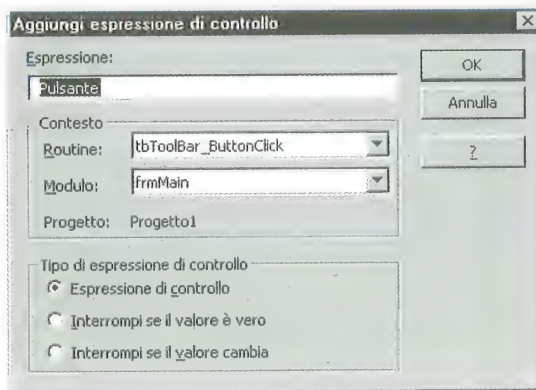 Aggiungi espressione di controllo
Espressione:
Pulsante
OK
Annulla
?
Contesto
Routine: tbToolBar_ButtonClick
Modulo: frmMain
Progetto: Progetto1
Tipo di espressione di controllo
Espressione di controllo
Interrompi se il valore è vero
Interrompi se il valore cambia